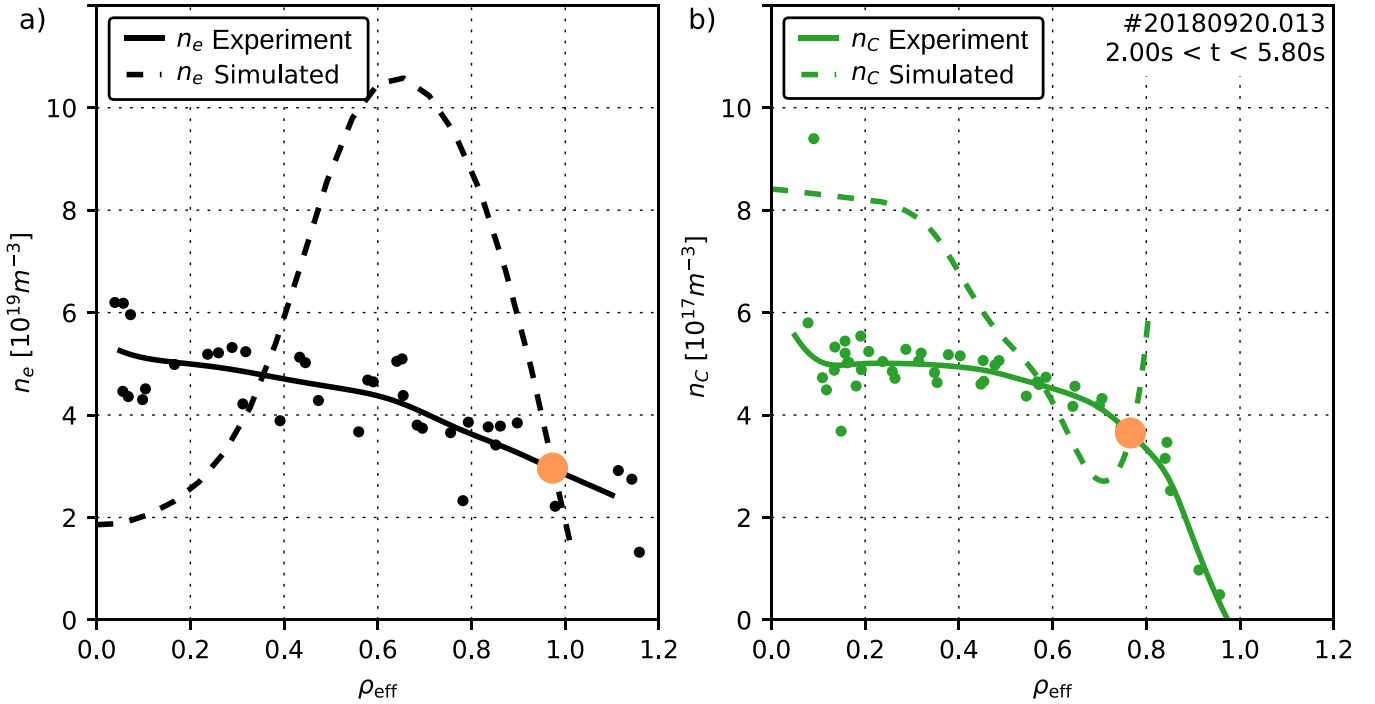 a)
n_e Experiment
n_e Simulated
n_e [10^19 m^−3]
10
8
6
4
2
0
0.0 0.2 0.4 0.6 0.8 1.0 1.2
ρ_eff
b)
n_C Experiment
n_C Simulated
#20180920.013
2.00s < t < 5.80s
n_C [10^17 m^−3]
10
8
6
4
2
0
0.0 0.2 0.4 0.6 0.8 1.0 1.2
ρ_eff